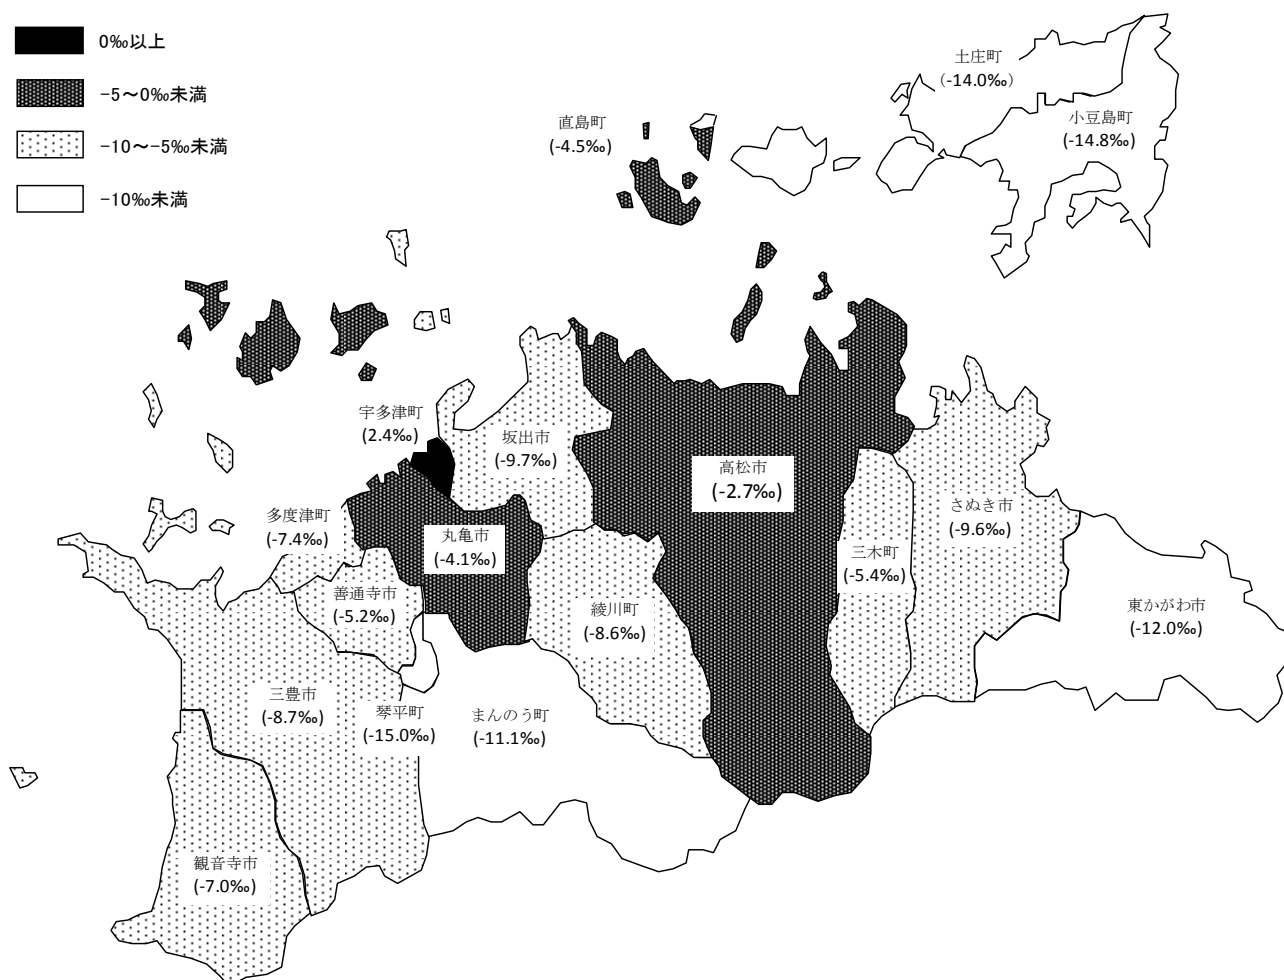 0‰以上
-5～0‰未満
-10～-5‰未満
-10‰未満
土庄町
（-14.0‰）
小豆島町
(-14.8‰)
直島町
(-4.5‰)
宇多津町
(2.4‰)
坂出市
(-9.7‰)
高松市
(-2.7‰)
さぬき市
(-9.6‰)
多度津町
(-7.4‰)
丸亀市
(-4.1‰)
三木町
(-5.4‰)
善通寺市
(-5.2‰)
綾川町
(-8.6‰)
東かがわ市
(-12.0‰)
三豊市
(-8.7‰)
琴平町
(-15.0‰)
まんのう町
(-11.1‰)
観音寺市
(-7.0‰)